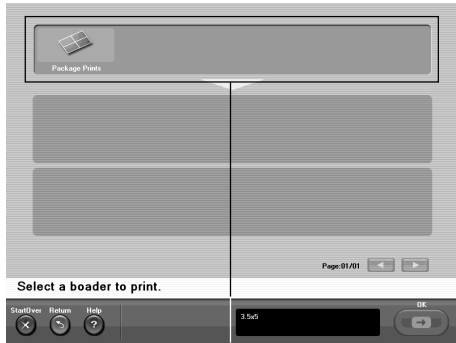 Package Prints
Page:01/01
Select a boader to print.
StartOver Return Help
?
3.5x5
OK